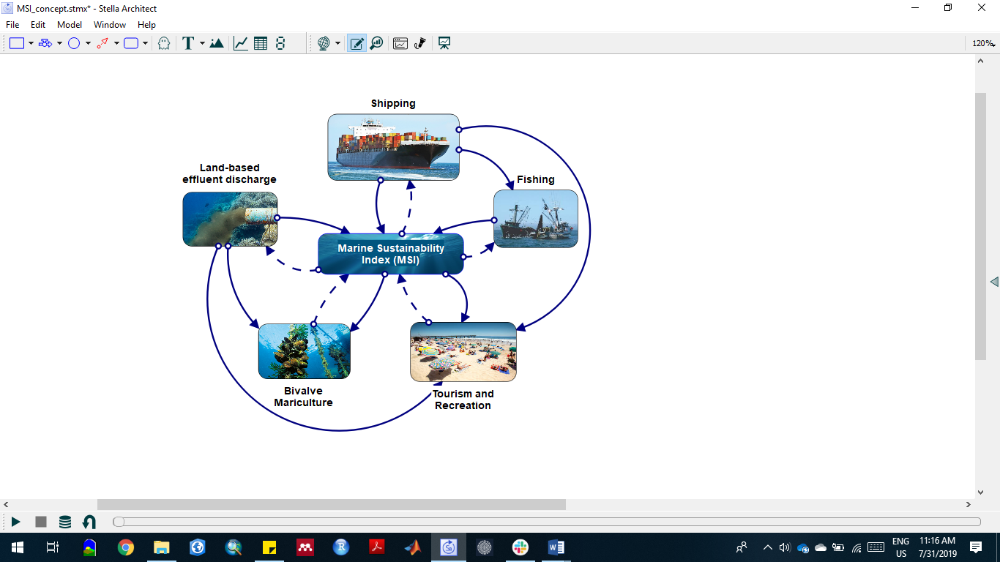 MSI_concept.stmx* - Stella Architect
File Edit Model Window Help
T
120%
Shipping
Land-based
effluent discharge
Fishing
Marine Sustainability
Index (MSI)
Bivalve
Mariculture
Tourism and
Recreation
ENG
US
11:16 AM
7/31/2019